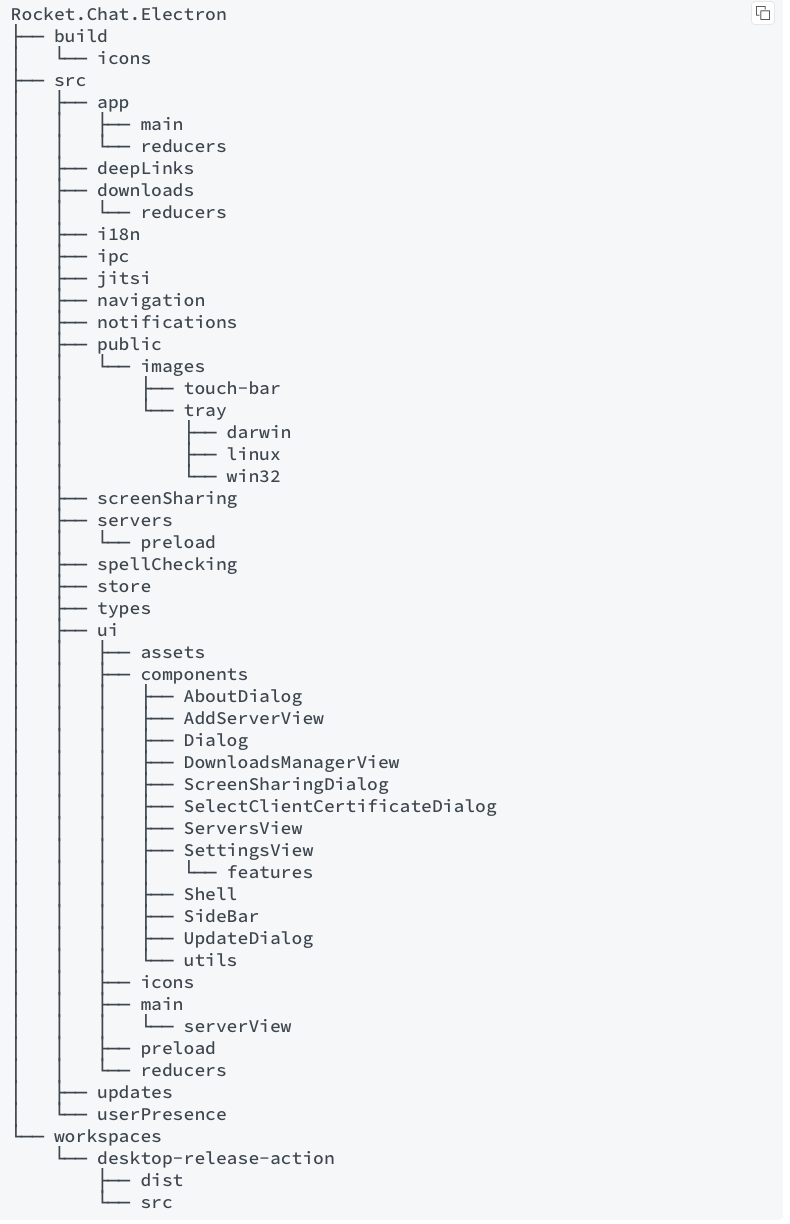 Rocket.Chat.Electron
├── build
│   └── icons
├── src
│   ├── app
│   │   ├── main
│   │   └── reducers
│   ├── deepLinks
│   ├── downloads
│   │   └── reducers
│   ├── i18n
│   ├── ipc
│   ├── jitsi
│   ├── navigation
│   ├── notifications
│   ├── public
│   │   └── images
│   │       ├── touch-bar
│   │       └── tray
│   │           ├── darwin
│   │           ├── linux
│   │           └── win32
│   ├── screenSharing
│   ├── servers
│   │   └── preload
│   ├── spellChecking
│   ├── store
│   ├── types
│   ├── ui
│   │   ├── assets
│   │   ├── components
│   │   │   ├── AboutDialog
│   │   │   ├── AddServerView
│   │   │   ├── Dialog
│   │   │   ├── DownloadsManagerView
│   │   │   ├── ScreenSharingDialog
│   │   │   ├── SelectClientCertificateDialog
│   │   │   ├── ServersView
│   │   │   ├── SettingsView
│   │   │   │   └── features
│   │   │   ├── Shell
│   │   │   ├── SideBar
│   │   │   ├── UpdateDialog
│   │   │   └── utils
│   │   ├── icons
│   │   ├── main
│   │   │   └── serverView
│   │   ├── preload
│   │   └── reducers
│   ├── updates
│   └── userPresence
└── workspaces
    └── desktop-release-action
        ├── dist
        └── src